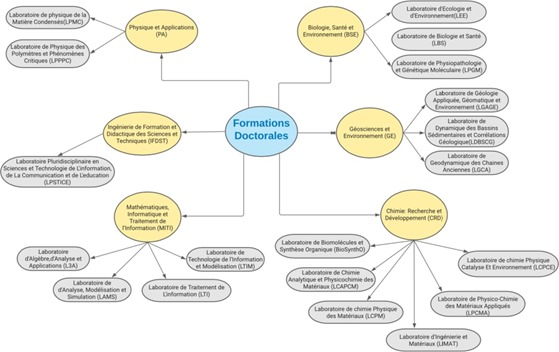 Formations
Doctorales
Physique et Applications
(PA)
Laboratoire de physique de la
Matière Condensés(LPMC)
Laboratoire de Physique des
Polymètres et Phénomènes
Critiques (LPPPC)
Biologie, Santé et
Environnement (BSE)
Laboratoire d'Ecologie et
d'Environnement(LEE)
Laboratoire de Biologie et Santé
(LBS)
Laboratoire de Physiopathologie
et Génétique Moléculaire (LPGM)
Ingénierie de Formation et
Didactique des Sciences et
Techniques (IFDST)
Laboratoire Pluridisciplinaire en
Sciences et Technologie de L'information,
de La Communication et de L'education
(LPSTICE)
Géosciences et
Environnement (GE)
Laboratoire de Géologie
Appliquée, Géomatique et
Environnement (LGAGE)
Laboratoire de
Dynamique des Bassins
Sédimentaires et Corrélations
Géologique(LDBSCG)
Laboratoire de
Geodynamique des Chaines
Anciennes (LGCA)
Mathématiques,
Informatique et
Traitement de
l'Information (MITI)
Laboratoire
d'Algèbre,d'Analyse et
Applications (L3A)
Laboratoire de
d'Analyse, Modélisation et
Simulation (LAMS)
Laboratoire de Traitement de
L'information (LTI)
Laboratoire de
Technologie de l'Information
et Modélisation (LTIM)
Chimie: Recherche et
Développement (CRD)
Laboratoire de Biomolécules et
Synthèse Organique (BioSynthO)
Laboratoire de Chimie
Analytique et Physicochimie des
Matériaux (LCAPCM)
Laboratoire de chimie Physique
des Matériaux (LCPM)
Laboratoire d'Ingénierie et
Matériaux (LIMAT)
Laboratoire de Physico-Chimie
des Matériaux Appliqués
(LPCMA)
Laboratoire de chimie Physique
Catalyse Et Environnement (LCPCE)